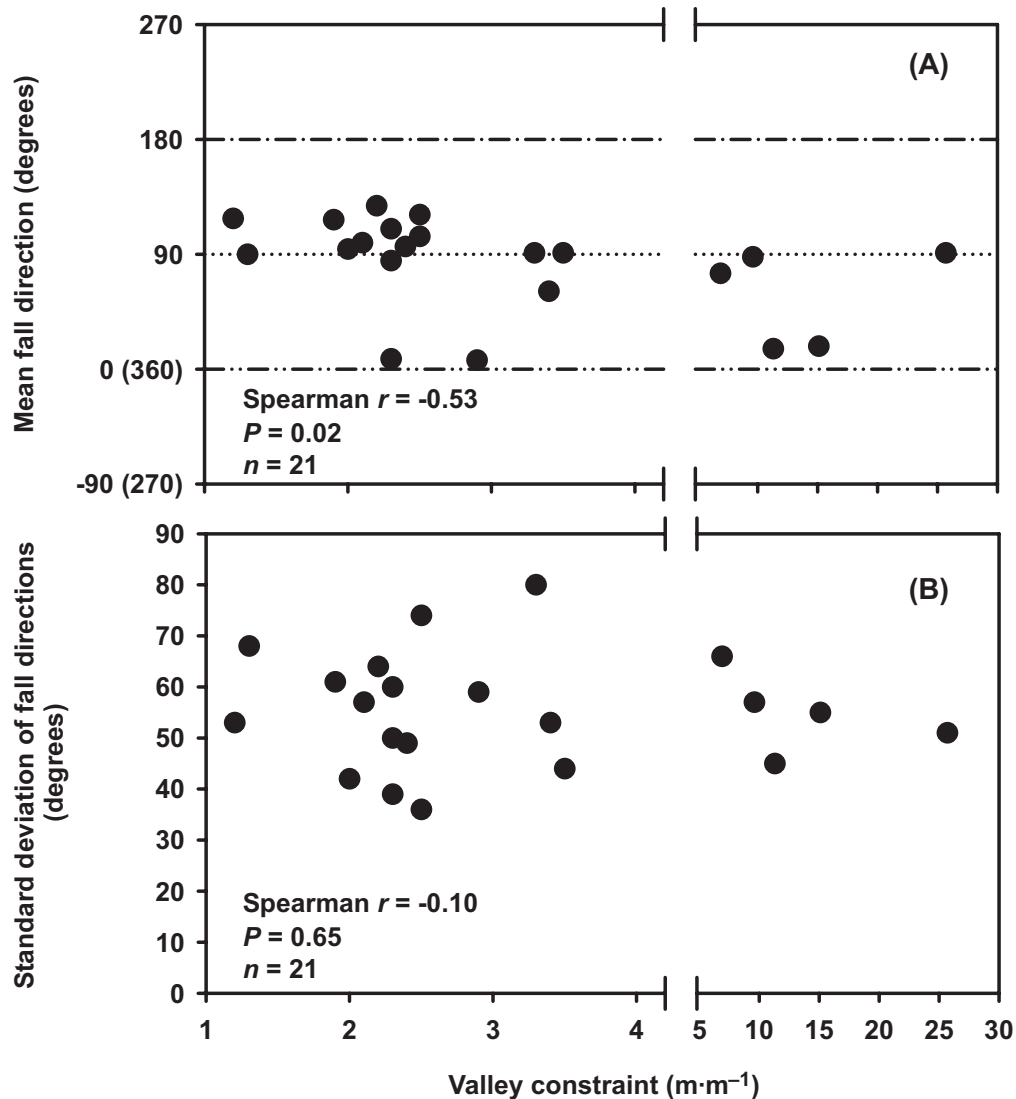 270
(A)
180
90
0 (360)
-90 (270)
Mean fall direction (degrees)
Spearman r = -0.53
P = 0.02
n = 21
90
80
70
60
50
40
30
20
10
0
(B)
Standard deviation of fall directions
(degrees)
Spearman r = -0.10
P = 0.65
n = 21
1 2 3 4 5 10 15 20 25 30
Valley constraint (m·m⁻¹)